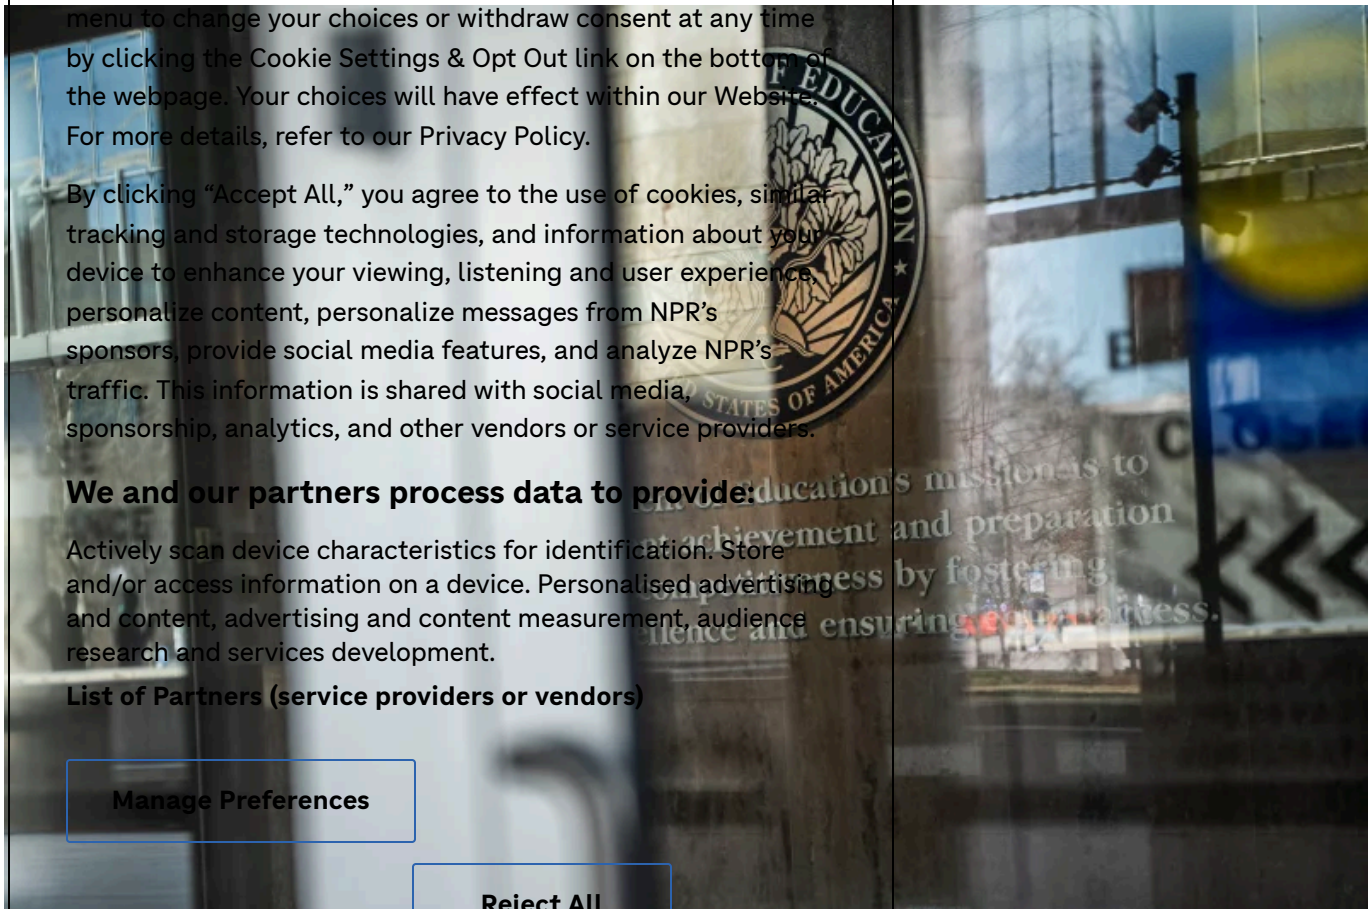 menu to change your choices or withdraw consent at any time
by clicking the Cookie Settings & Opt Out link on the bottom of
the webpage. Your choices will have effect within our Website.
For more details, refer to our Privacy Policy.
By clicking “Accept All,” you agree to the use of cookies, similar
tracking and storage technologies, and information about your
device to enhance your viewing, listening and user experience,
personalize content, personalize messages from NPR’s
sponsors, provide social media features, and analyze NPR’s
traffic. This information is shared with social media,
sponsorship, analytics, and other vendors or service providers.
We and our partners process data to provide:
Actively scan device characteristics for identification. Store
and/or access information on a device. Personalised advertising
and content, advertising and content measurement, audience
research and services development.
List of Partners (service providers or vendors)
Manage Preferences
Reject All
F EDUCATION ★
STATES OF AMERICA
of Education's mission is to
achievement and preparation
competitiveness by fostering
and ensuring equal access.
CLOSE